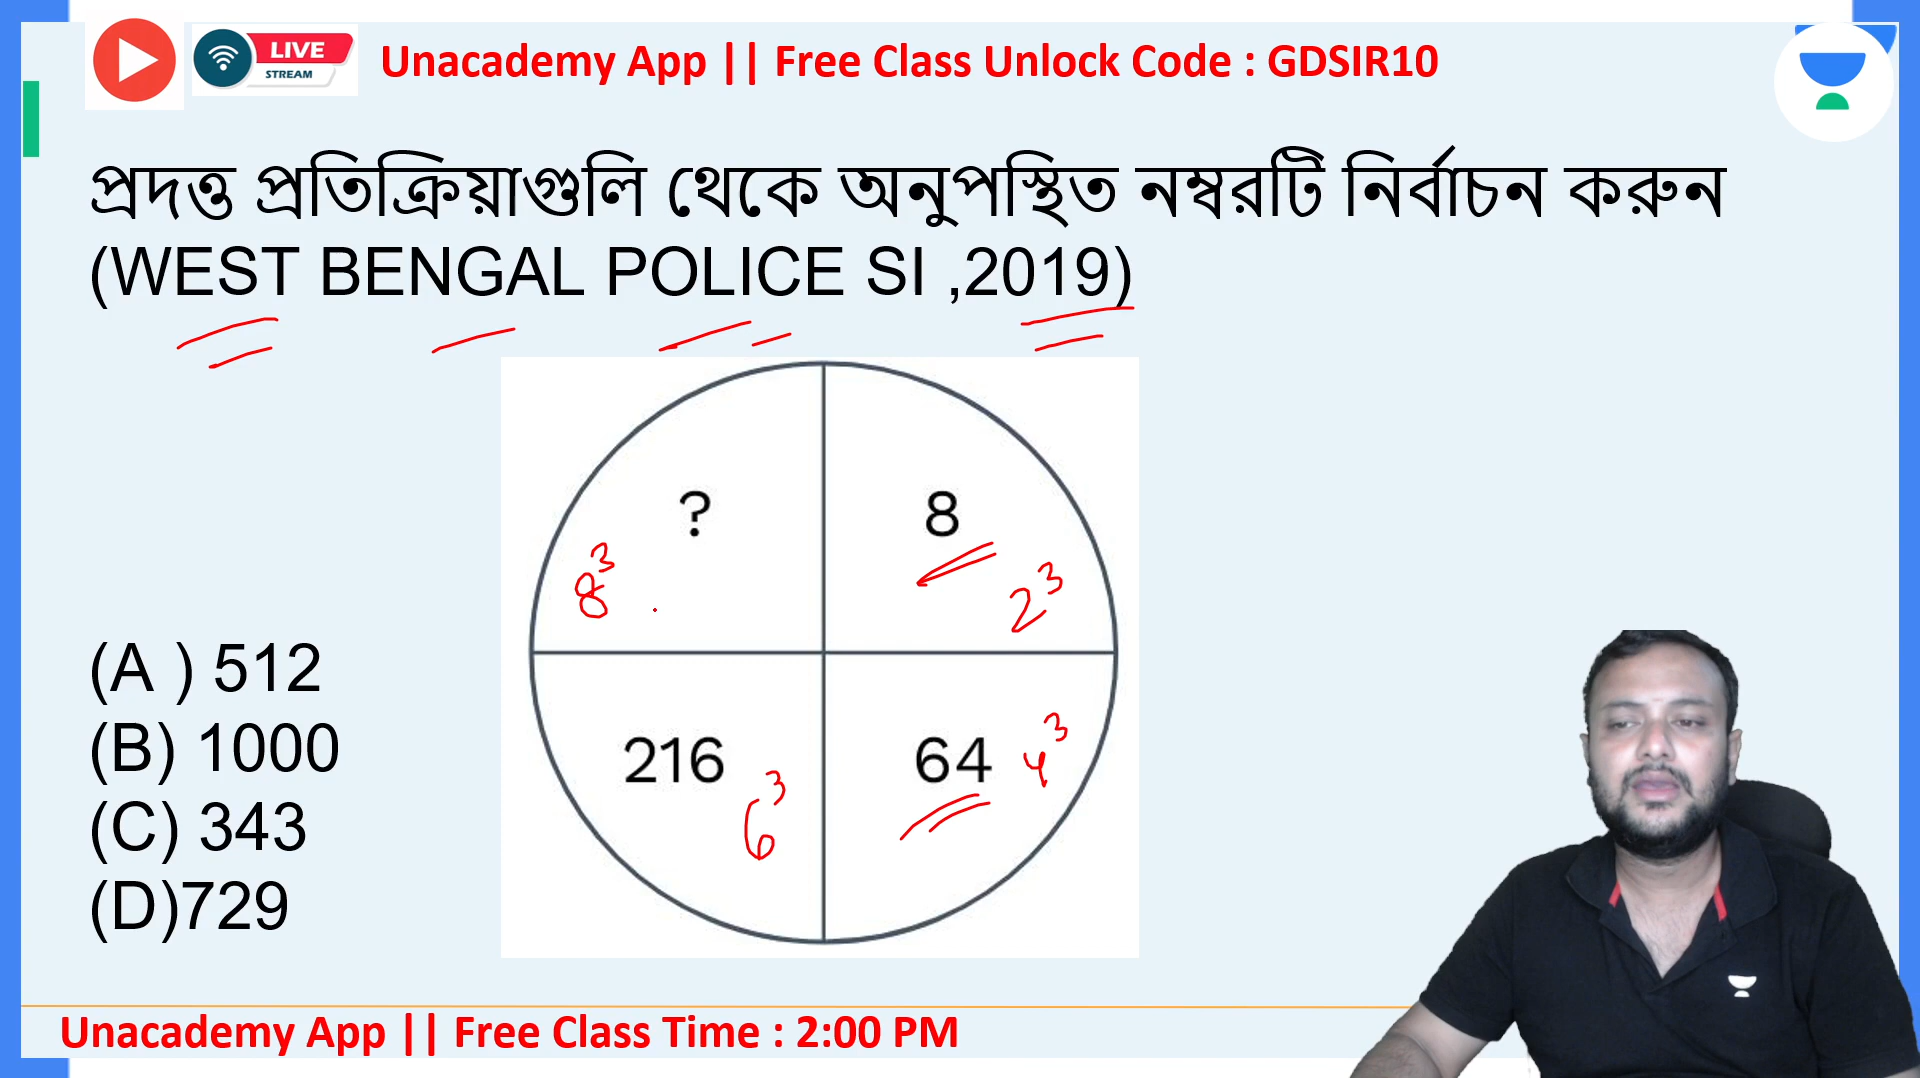 LIVE
STREAM
Unacademy App || Free Class Unlock Code : GDSIR10
প্রদত্ত প্রতিক্রিয়াগুলি থেকে অনুপস্থিত নম্বরটি নির্বাচন করুন
(WEST BENGAL POLICE SI ,2019)
? 8
8³ 2³
216 64
6³ 4³
(A ) 512
(B) 1000
(C) 343
(D)729
Unacademy App || Free Class Time : 2:00 PM